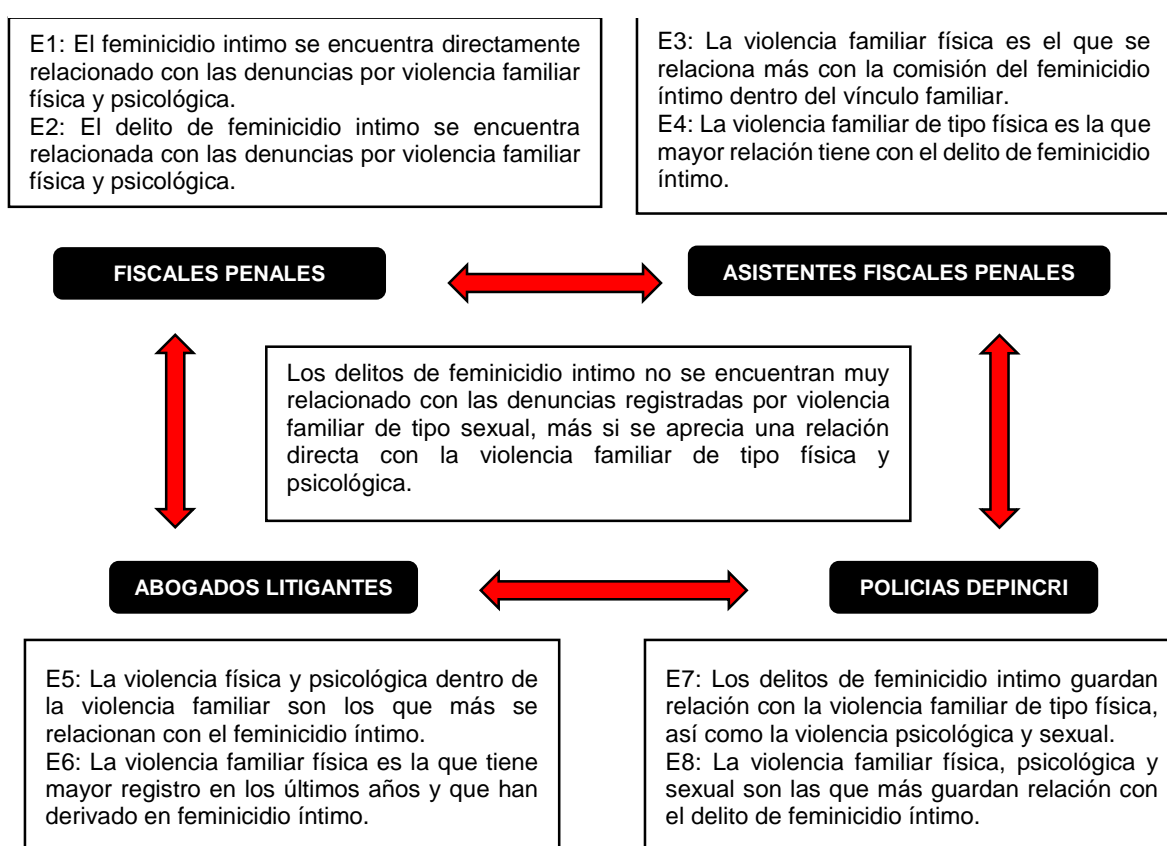 E1: El feminicidio intimo se encuentra directamente
relacionado con las denuncias por violencia familiar
física y psicológica.
E2: El delito de feminicidio intimo se encuentra
relacionada con las denuncias por violencia familiar
física y psicológica.
E3: La violencia familiar física es el que se
relaciona más con la comisión del feminicidio
íntimo dentro del vínculo familiar.
E4: La violencia familiar de tipo física es la que
mayor relación tiene con el delito de feminicidio
íntimo.
FISCALES PENALES
ASISTENTES FISCALES PENALES
Los delitos de feminicidio intimo no se encuentran muy
relacionado con las denuncias registradas por violencia
familiar de tipo sexual, más si se aprecia una relación
directa con la violencia familiar de tipo física y
psicológica.
ABOGADOS LITIGANTES
POLICIAS DEPINCRI
E5: La violencia física y psicológica dentro de
la violencia familiar son los que más se
relacionan con el feminicidio íntimo.
E6: La violencia familiar física es la que tiene
mayor registro en los últimos años y que han
derivado en feminicidio íntimo.
E7: Los delitos de feminicidio intimo guardan
relación con la violencia familiar de tipo física,
así como la violencia psicológica y sexual.
E8: La violencia familiar física, psicológica y
sexual son las que más guardan relación con
el delito de feminicidio íntimo.